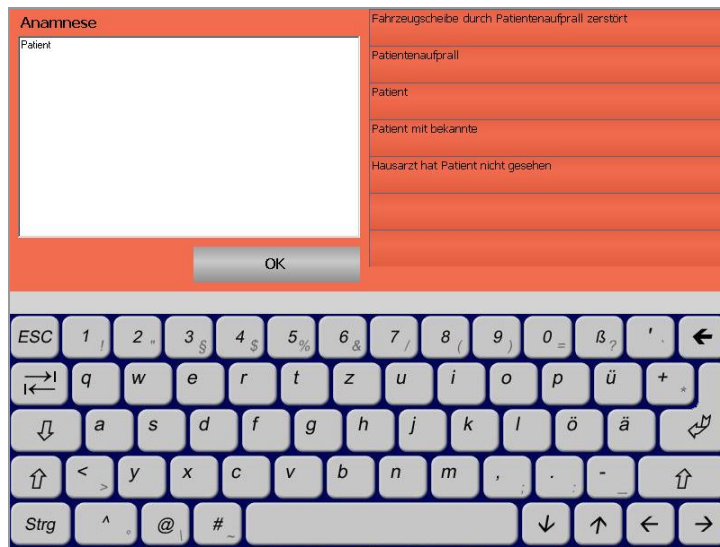 Anamnese
Patient
OK
Fahrzeugscheibe durch Patientenaufprall zerstört
Patientenaufprall
Patient
Patient mit bekannte
Hausarzt hat Patient nicht gesehen
ESC 1 ! 2 " 3 § 4 $ 5 % 6 & 7 / 8 ( 9 ) 0 = ß ? ' .
q w e r t z u i o p ü + *
a s d f g h j k l ö ä
< > y x c v b n m , ; . : - _
Strg ^ ° @ \ # ~